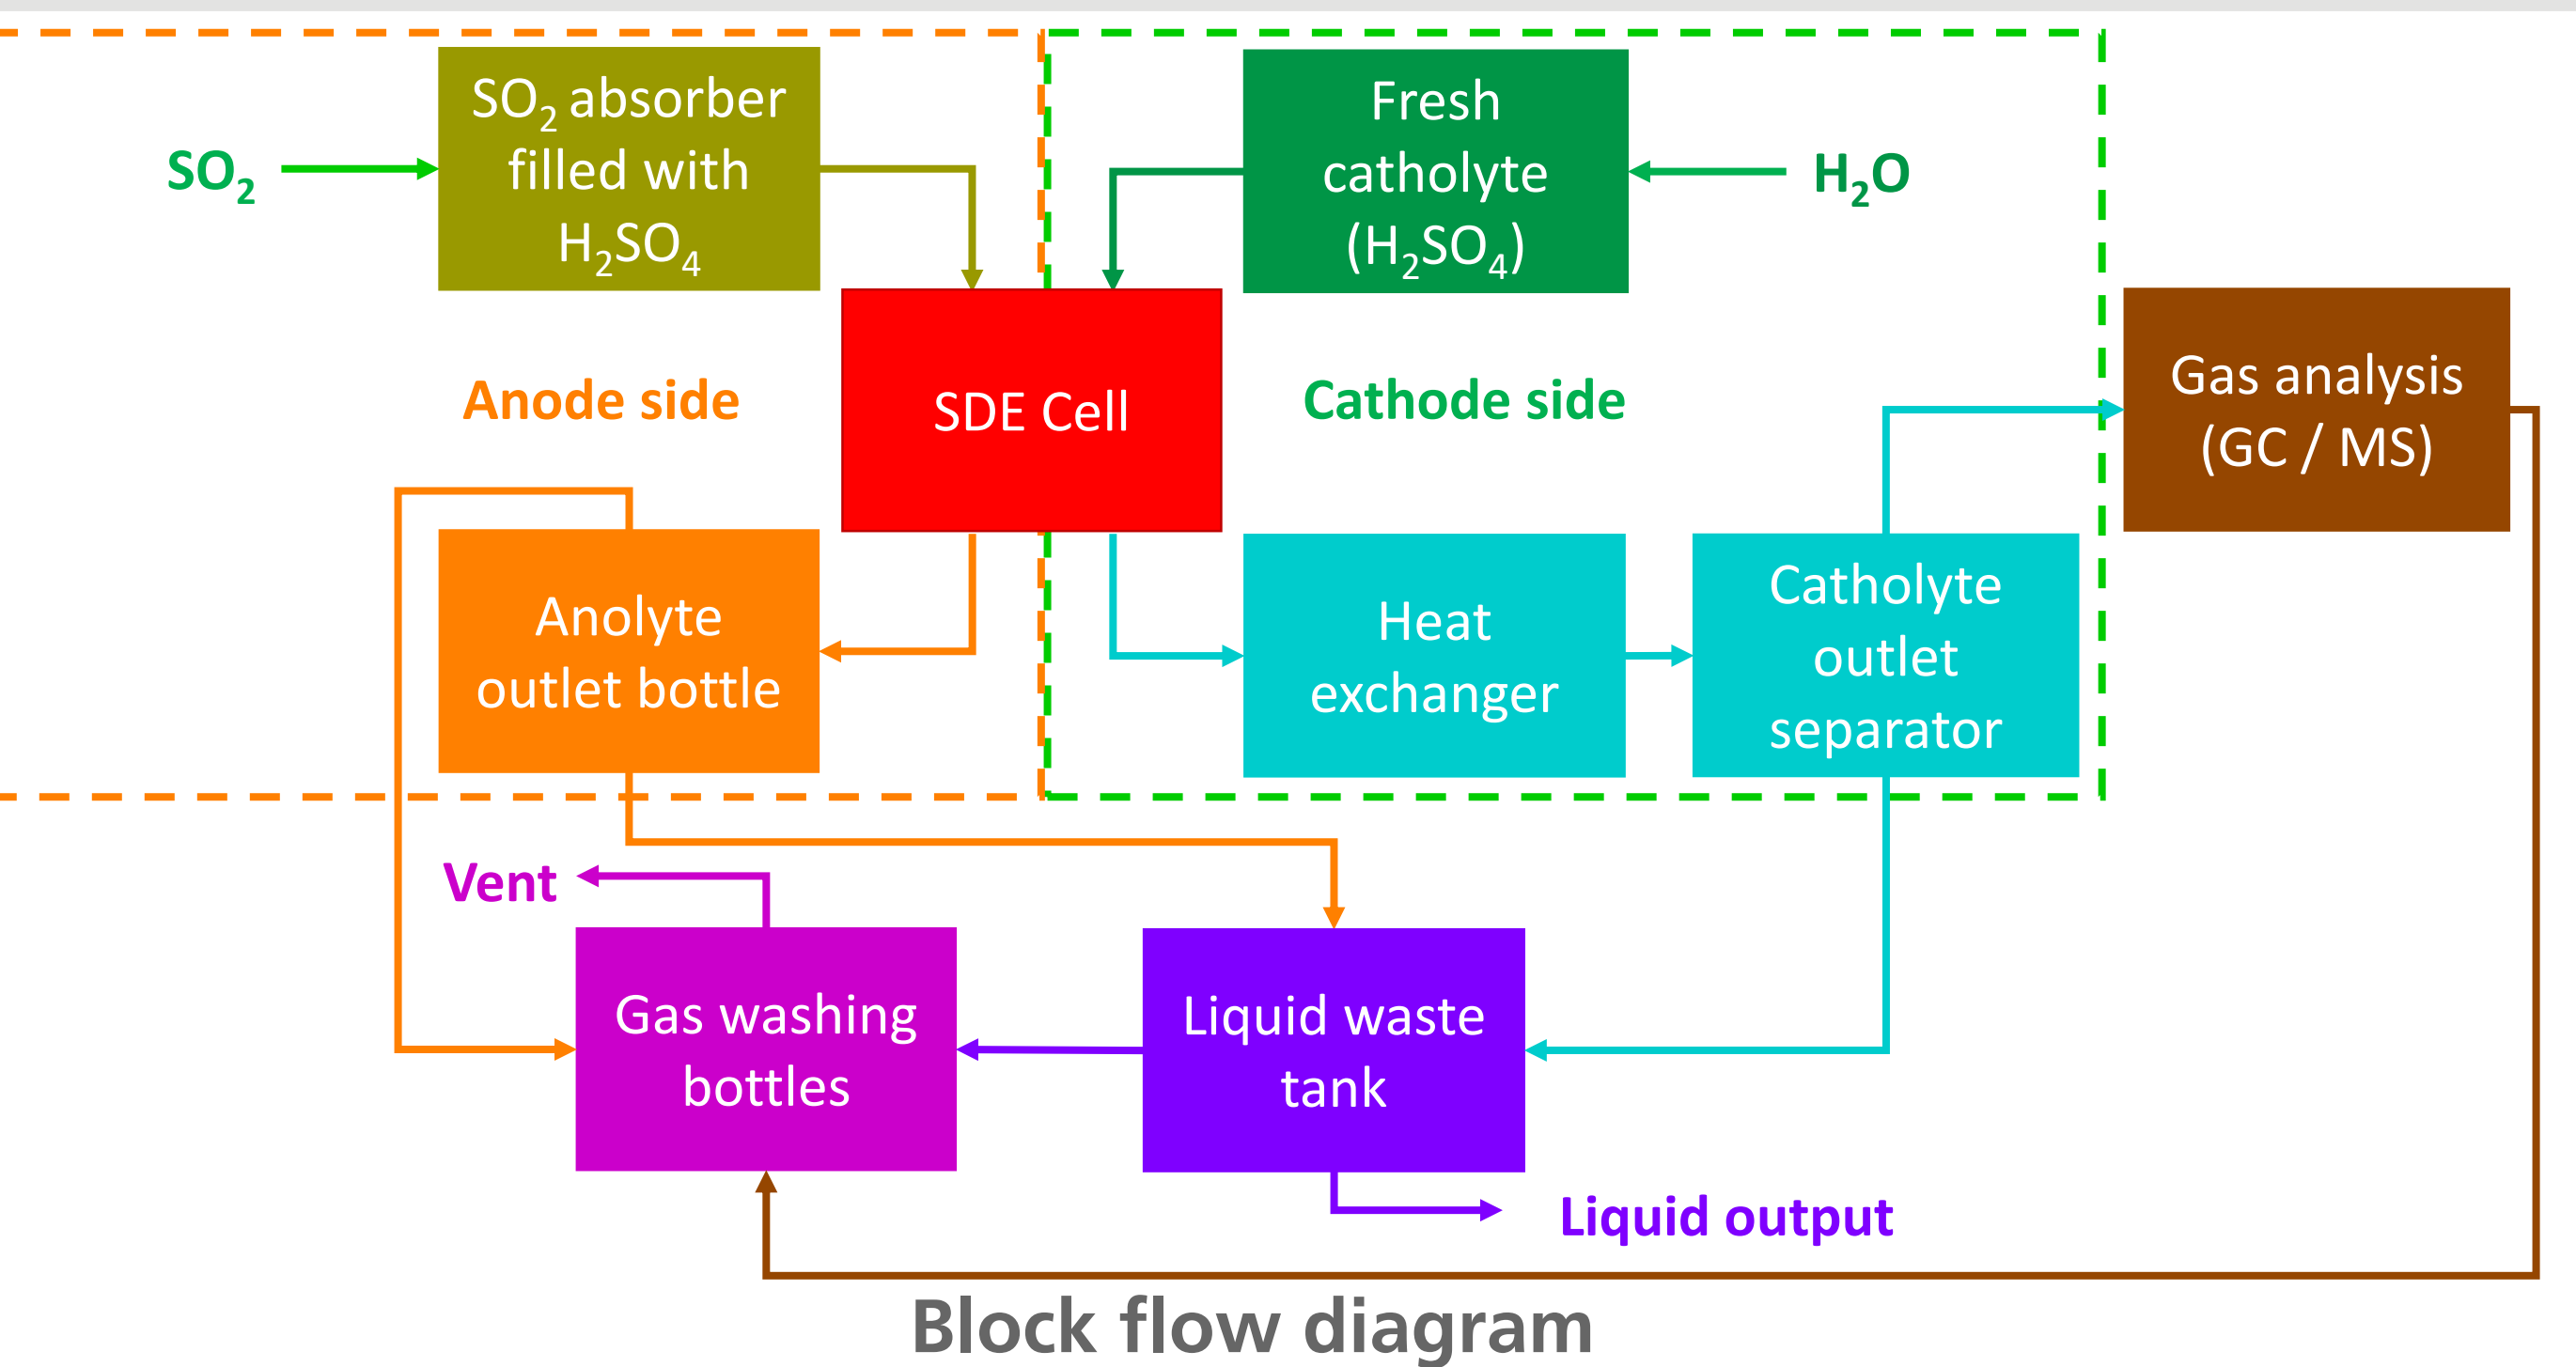 SO₂ absorber
filled with
H₂SO₄
SO₂
Fresh
catholyte
(H₂SO₄)
H₂O
Anode side
SDE Cell
Cathode side
Gas analysis
(GC / MS)
Anolyte
outlet bottle
Heat
exchanger
Catholyte
outlet
separator
Vent
Gas washing
bottles
Liquid waste
tank
Liquid output
Block flow diagram